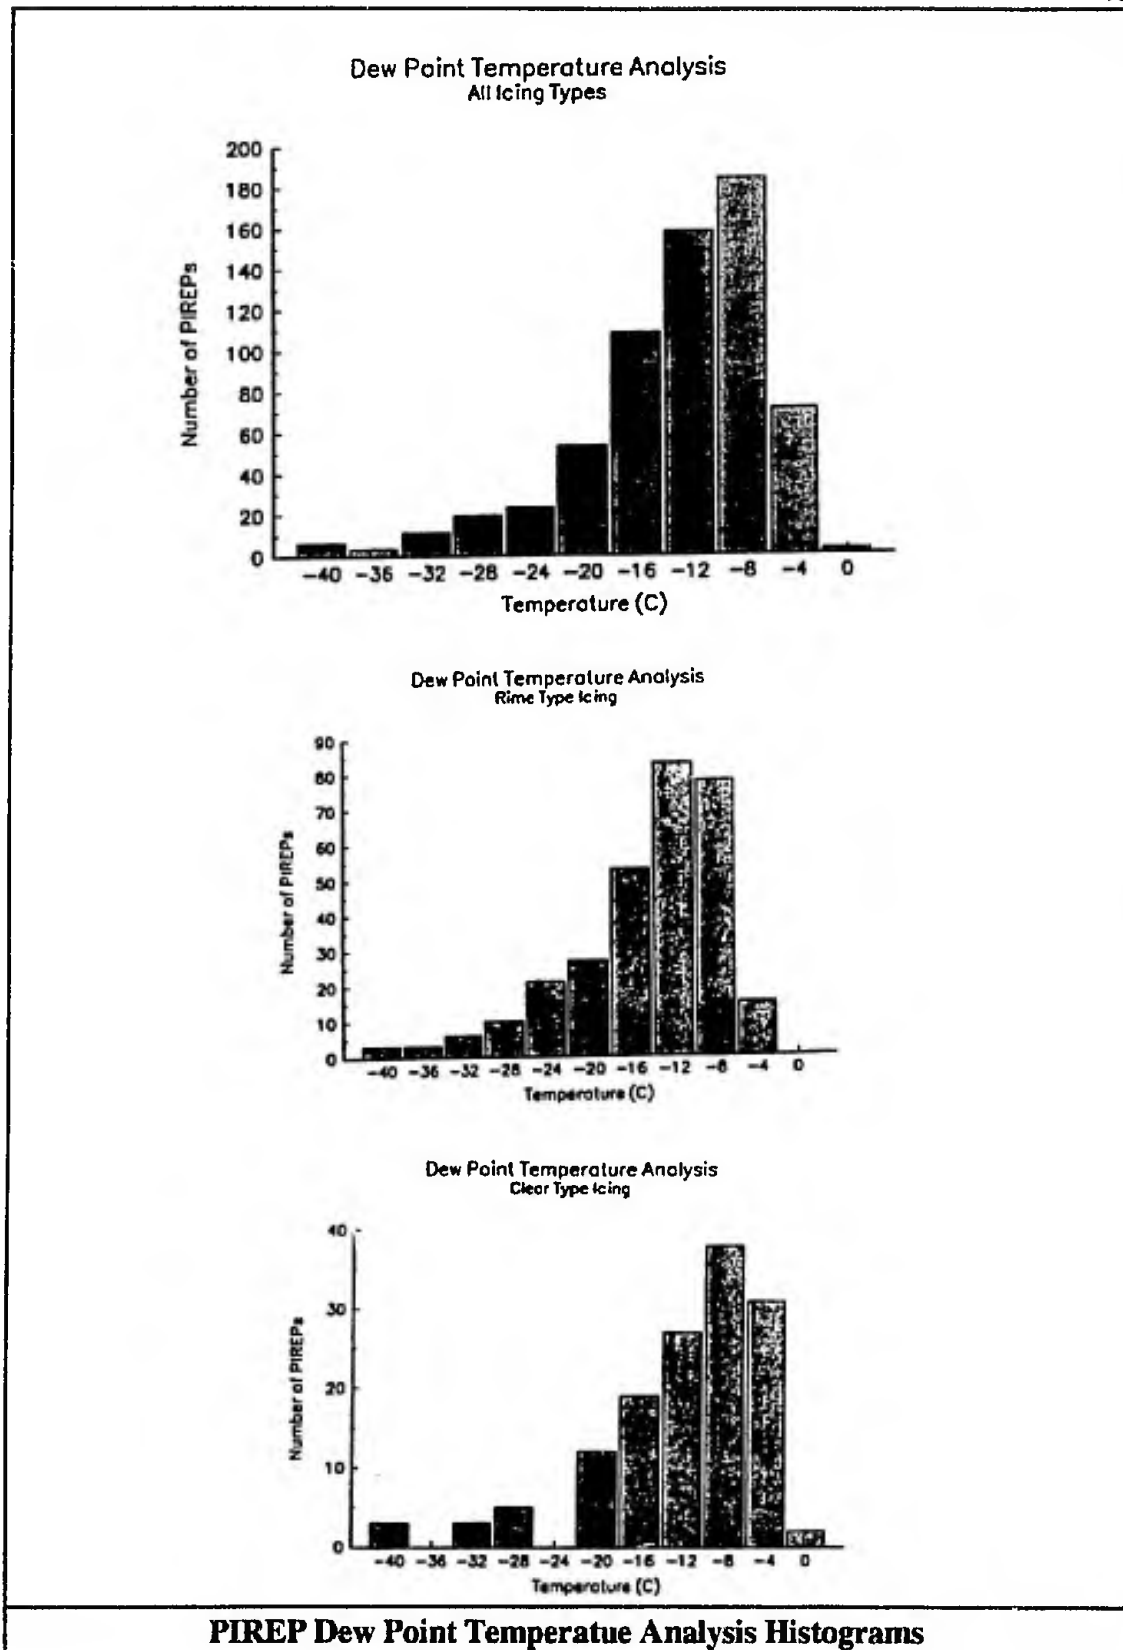 Dew Point Temperature Analysis
All Icing Types
200
180
160
140
120
100
80
60
40
20
0
Number of PIREPs
-40 -36 -32 -28 -24 -20 -16 -12 -8 -4 0
Temperature (C)
Dew Point Temperature Analysis
Rime Type Icing
90
80
70
60
50
40
30
20
10
0
Number of PIREPs
-40 -36 -32 -28 -24 -20 -16 -12 -8 -4 0
Temperature (C)
Dew Point Temperature Analysis
Clear Type Icing
40
30
20
10
0
Number of PIREPs
-40 -36 -32 -28 -24 -20 -16 -12 -8 -4 0
Temperature (C)
PIREP Dew Point Temperatue Analysis Histograms